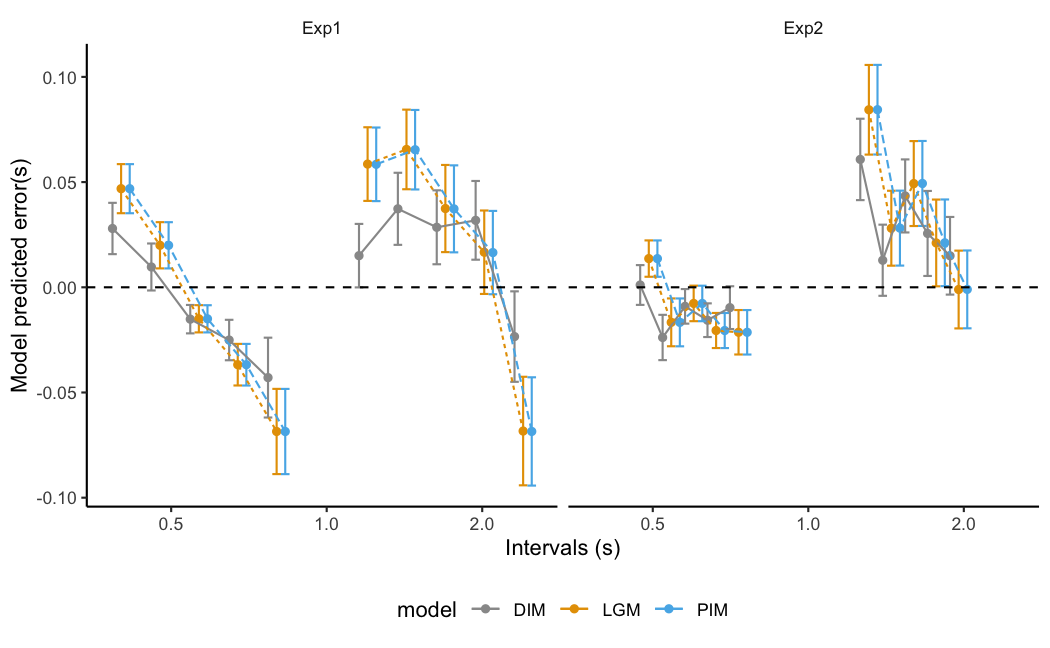 Exp1 Exp2
Model predicted error(s)
0.10
0.05
0.00
-0.05
-0.10
0.5 1.0 2.0 0.5 1.0 2.0
Intervals (s)
model DIM LGM PIM